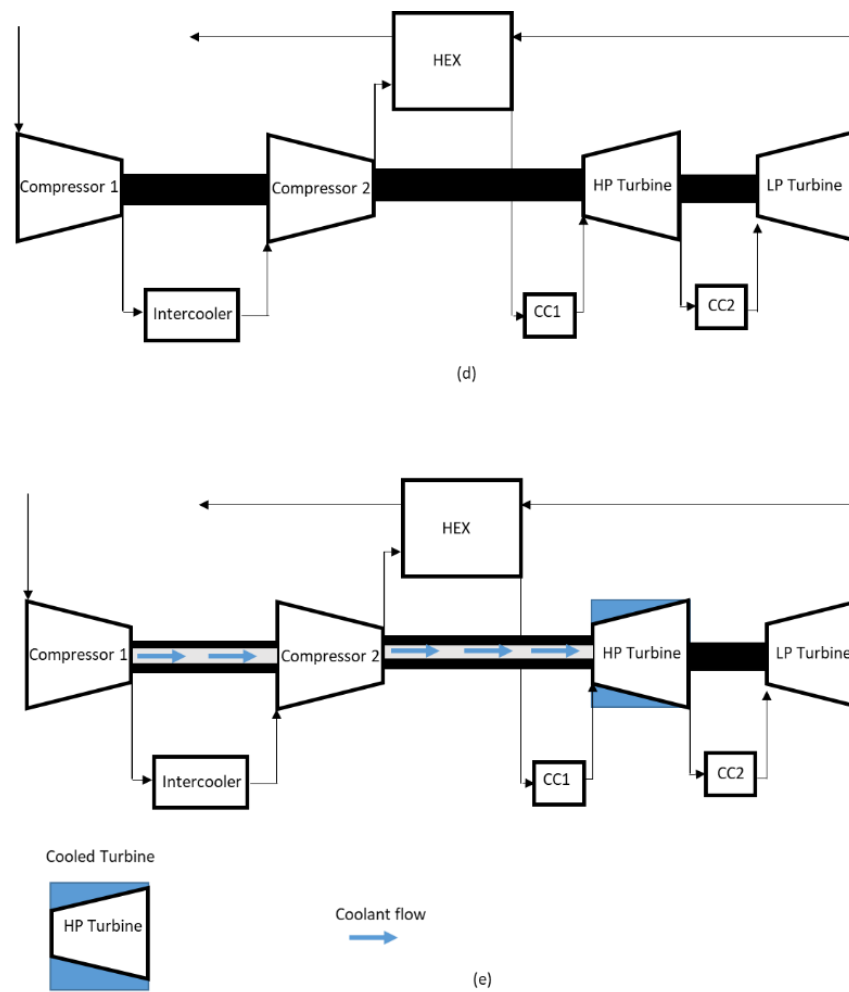 HEX
Compressor 1
Compressor 2
HP Turbine
LP Turbine
Intercooler
CC1
CC2
(d)
HEX
Compressor 1
Compressor 2
HP Turbine
LP Turbine
Intercooler
CC1
CC2
Cooled Turbine
HP Turbine
Coolant flow
(e)